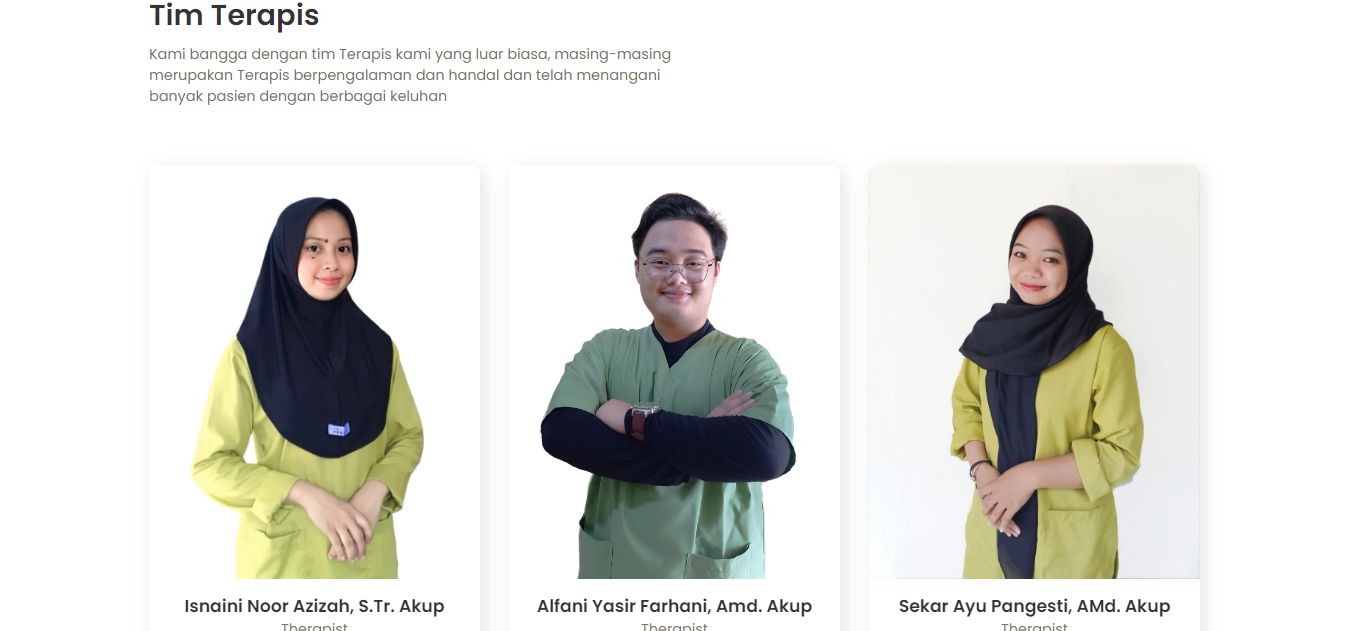 Tim Terapis
Kami bangga dengan tim Terapis kami yang luar biasa, masing-masing
merupakan Terapis berpengalaman dan handal dan telah menangani
banyak pasien dengan berbagai keluhan
Isnaini Noor Azizah, S.Tr. Akup
Therapist
Alfani Yasir Farhani, Amd. Akup
Therapist
Sekar Ayu Pangesti, AMd. Akup
Therapist